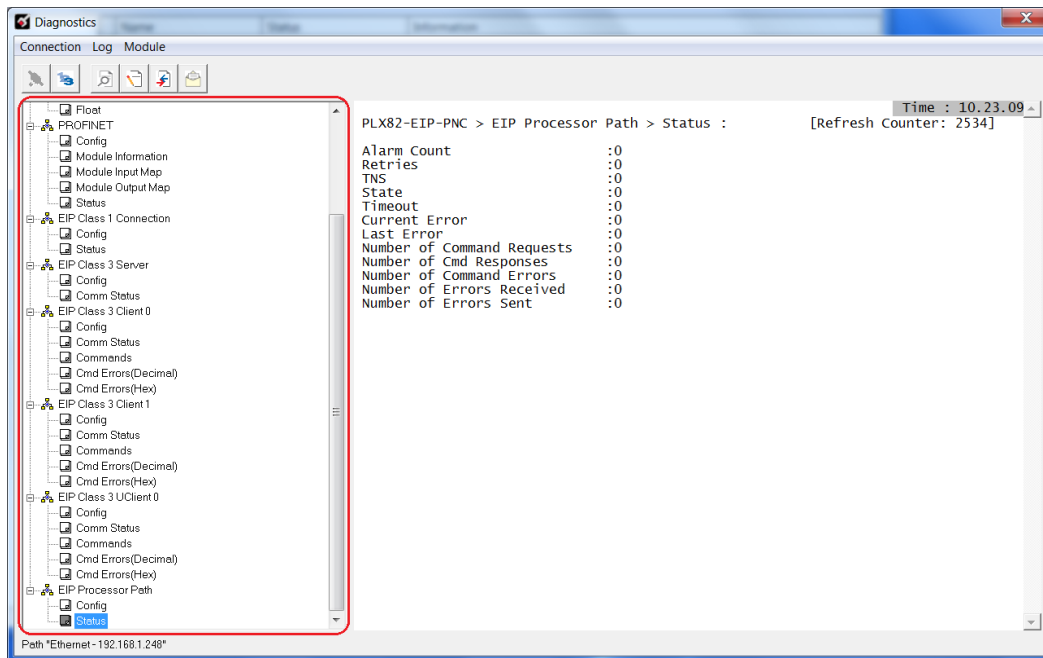 Diagnostics
Name Status Information
X
Connection Log Module
Float
PROFINET
Config
Module Information
Module Input Map
Module Output Map
Status
EIP Class 1 Connection
Config
Status
EIP Class 3 Server
Config
Comm Status
EIP Class 3 Client 0
Config
Comm Status
Commands
Cmd Errors(Decimal)
Cmd Errors(Hex)
EIP Class 3 Client 1
Config
Comm Status
Commands
Cmd Errors(Decimal)
Cmd Errors(Hex)
EIP Class 3 UClient 0
Config
Comm Status
Commands
Cmd Errors(Decimal)
Cmd Errors(Hex)
EIP Processor Path
Config
Status
Time : 10.23.09
PLX82-EIP-PNC > EIP Processor Path > Status : [Refresh Counter: 2534]
Alarm Count :0
Retries :0
TNS :0
State :0
Timeout :0
Current Error :0
Last Error :0
Number of Command Requests :0
Number of Cmd Responses :0
Number of Command Errors :0
Number of Errors Received :0
Number of Errors Sent :0
Path "Ethernet - 192.168.1.248"